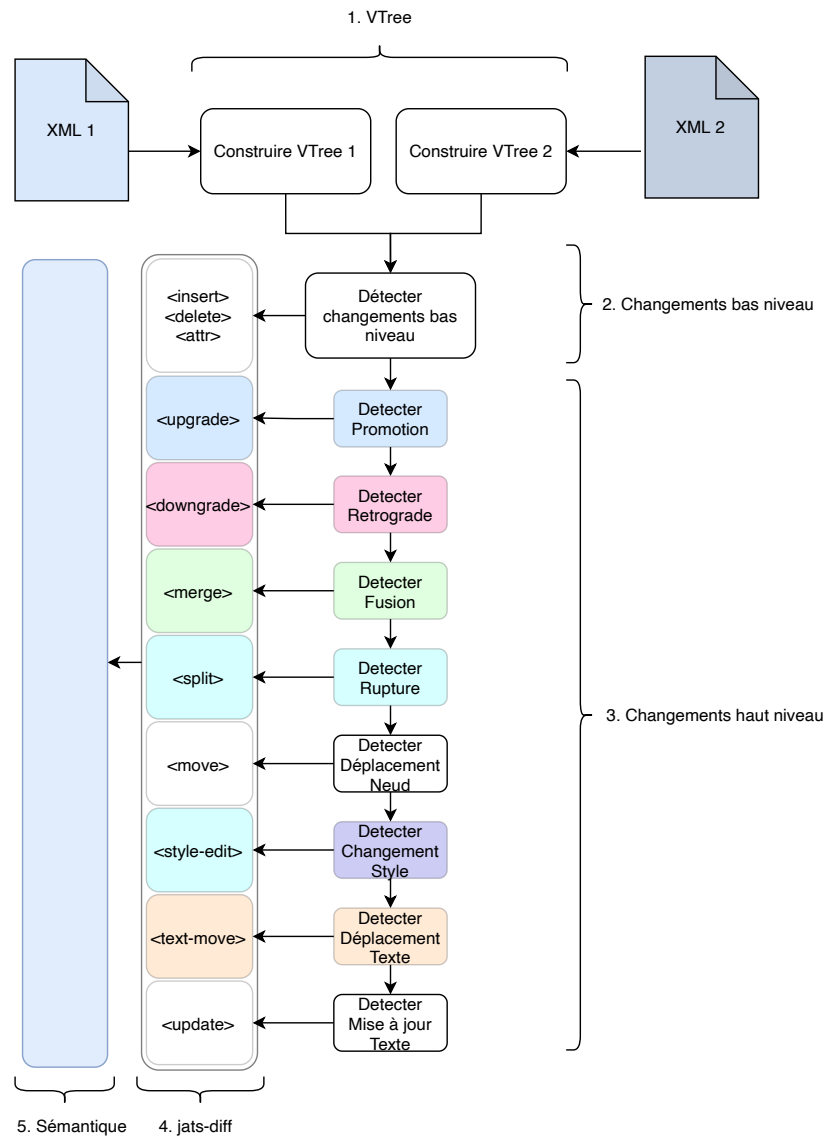 1. VTree
XML 1
Construire VTree 1
Construire VTree 2
XML 2
<insert>
<delete>
<attr>
Détecter
changements bas
niveau
2. Changements bas niveau
<upgrade>
Detecter
Promotion
<downgrade>
Detecter
Retrograde
<merge>
Detecter
Fusion
<split>
Detecter
Rupture
3. Changements haut niveau
<move>
Detecter
Déplacement
Neud
<style-edit>
Detecter
Changement
Style
<text-move>
Detecter
Déplacement
Texte
<update>
Detecter
Mise à jour
Texte
5. Sémantique
4. jats-diff